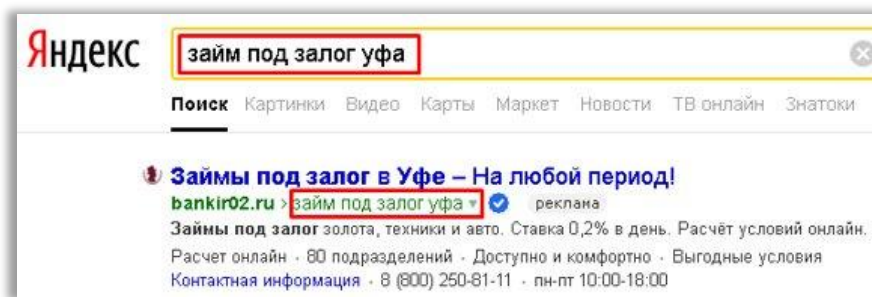 Яндекс
займ под залог уфа
Поиск Картинки Видео Карты Маркет Новости ТВ онлайн Знатоки
Займы под залог в Уфе – На любой период!
bankir02.ru › займ под залог уфа реклама
Займы под залог золота, техники и авто. Ставка 0,2% в день. Расчёт условий онлайн.
Расчет онлайн · 80 подразделений · Доступно и комфортно · Выгодные условия
Контактная информация · 8 (800) 250-81-11 · пн-пт 10:00-18:00